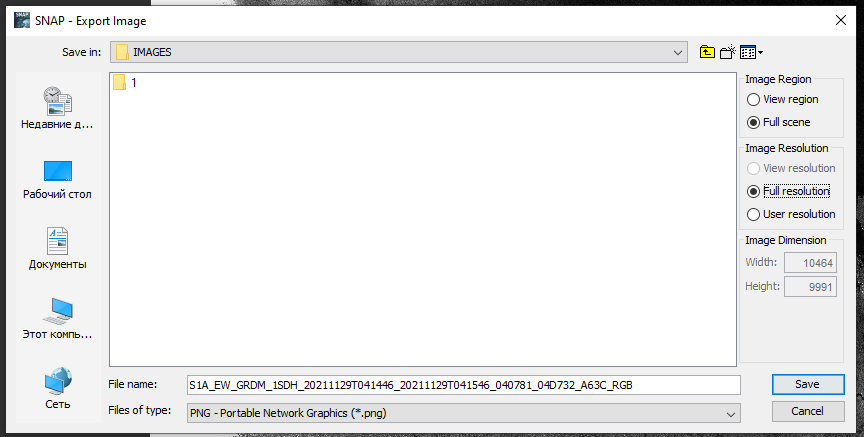 SNAP - Export Image
Save in: IMAGES
1
Недавние д...
Рабочий стол
Документы
Этот компь...
Сеть
Image Region
View region
Full scene
Image Resolution
View resolution
Full resolution
User resolution
Image Dimension
Width: 10464
Height: 9991
File name: S1A_EW_GRDM_1SDH_20211129T041446_20211129T041546_040781_04D732_A63C_RGB
Files of type: PNG - Portable Network Graphics (*.png)
Save
Cancel